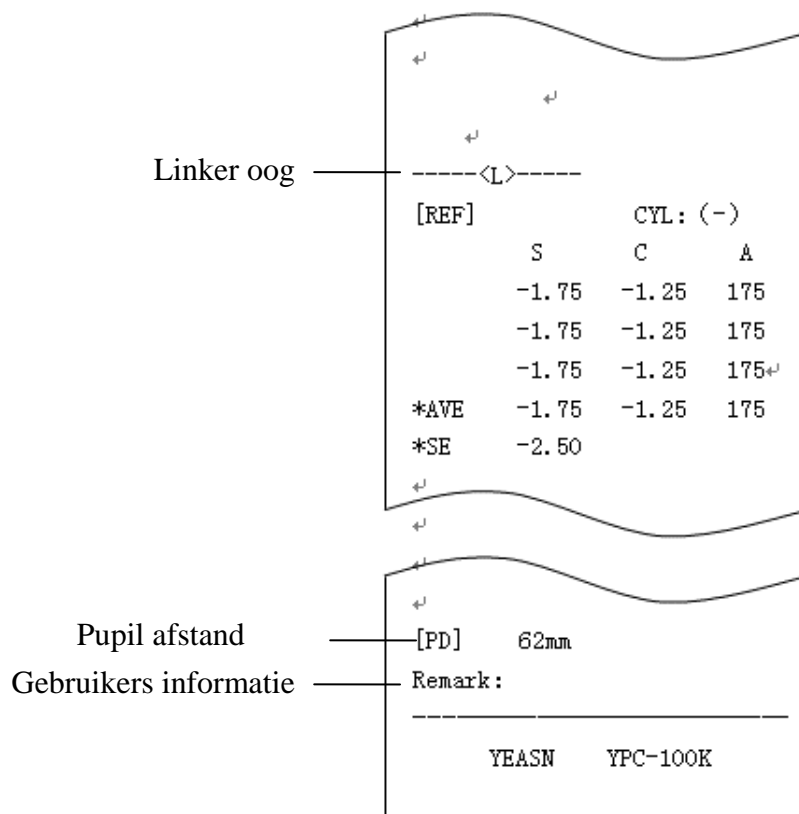 Linker oog -----<L>-----
[REF] CYL: (-)
S C A
-1.75 -1.25 175
-1.75 -1.25 175
-1.75 -1.25 175
*AVE -1.75 -1.25 175
*SE -2.50
Pupil afstand [PD] 62mm
Gebruikers informatie Remark:
YEASN YPC-100K